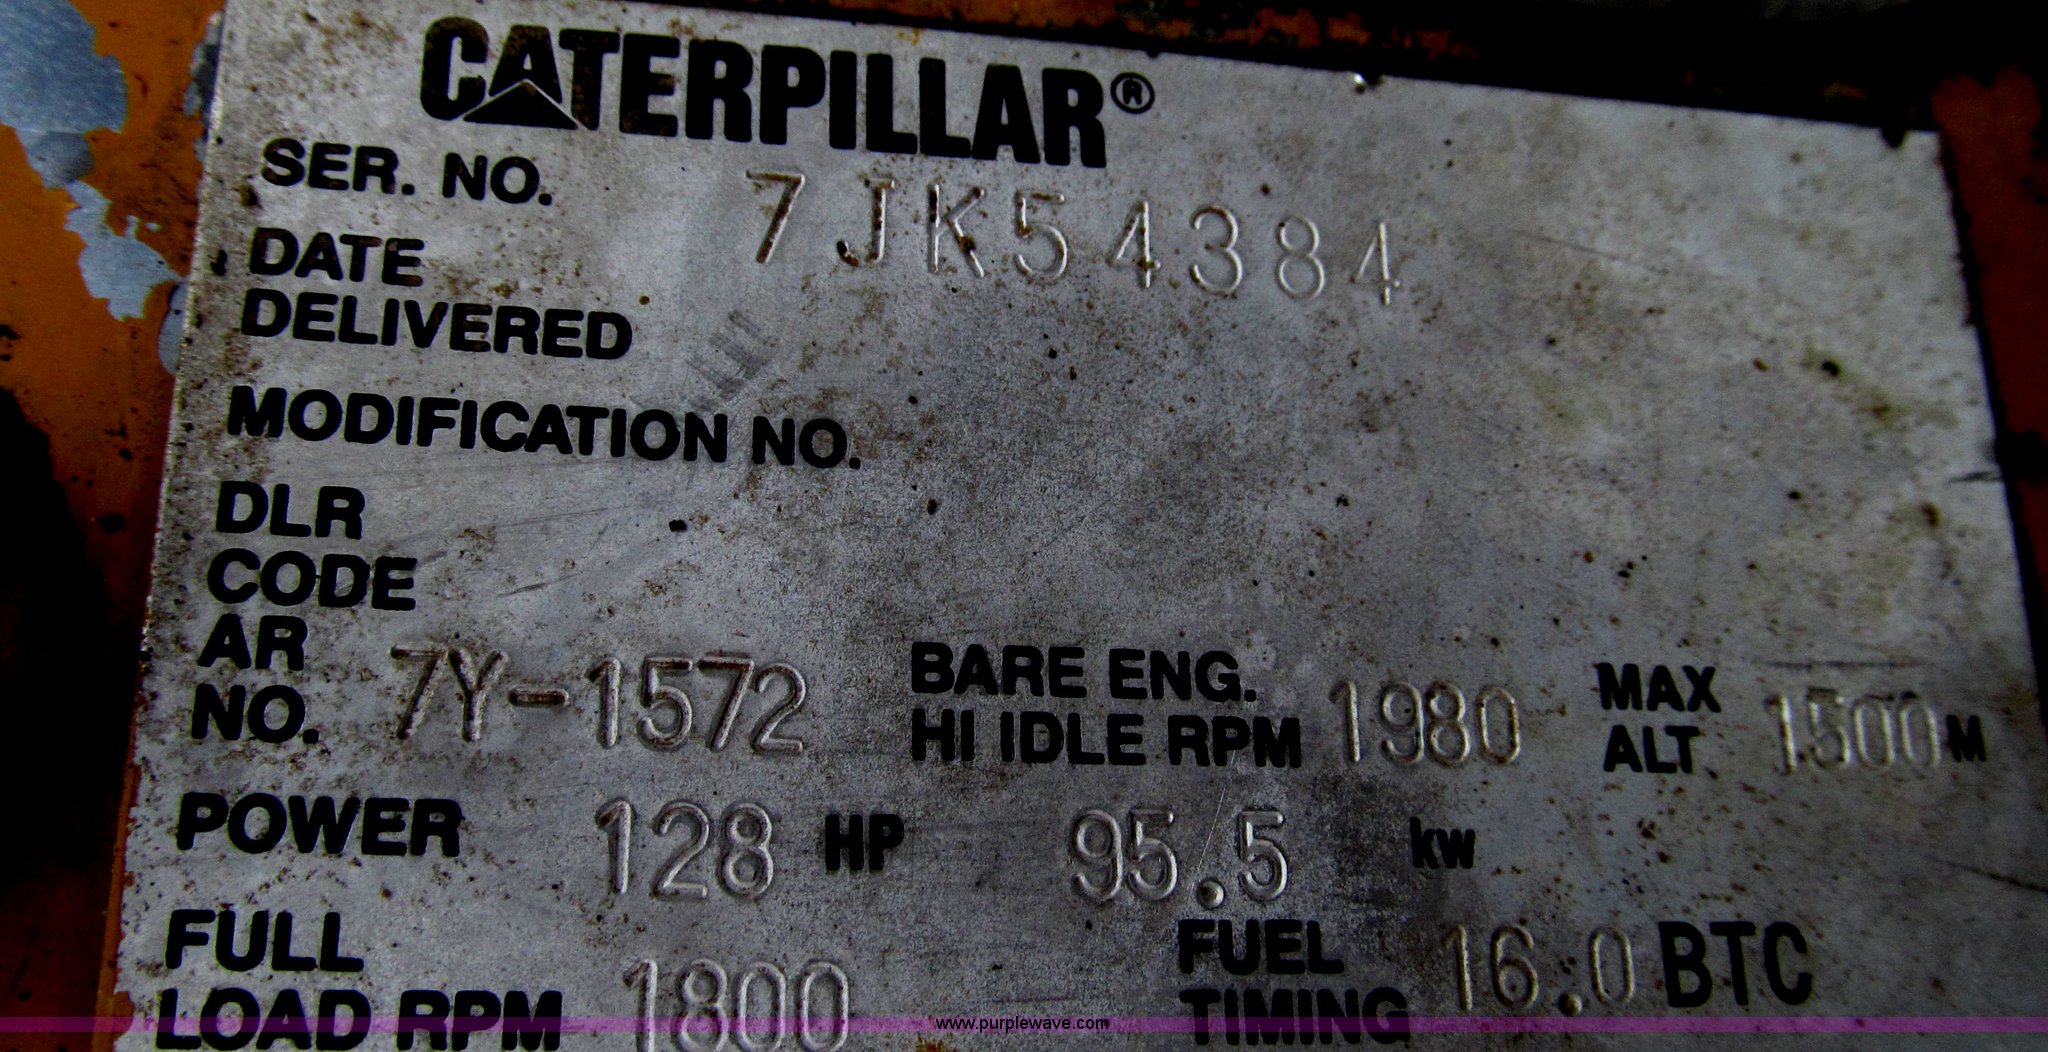 CATERPILLAR®
SER. NO. 7JK54384
DATE
DELIVERED
MODIFICATION NO.
DLR
CODE
AR
NO. 7Y-1572 BARE ENG. HI IDLE RPM 1980 MAX ALT. 1500 M
POWER 128 HP 95.5 kw
FULL LOAD RPM 1800 FUEL TIMING 16.0 BTC
www.purplewave.com